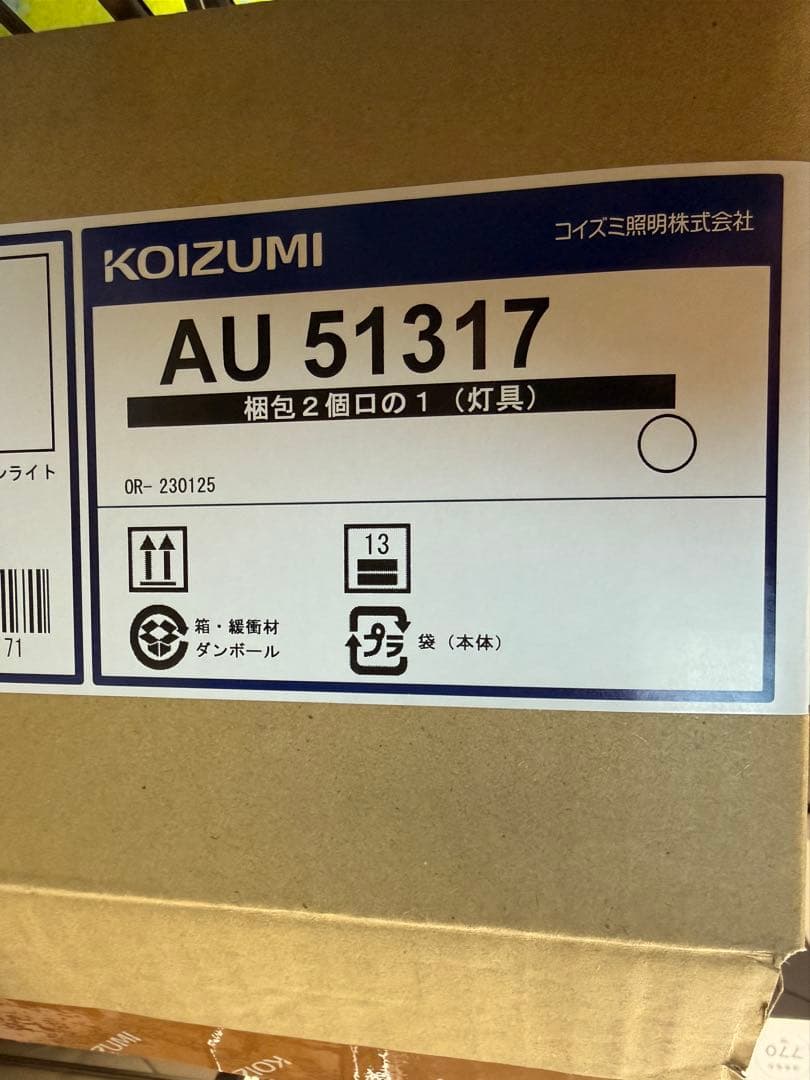 KOIZUMI
コイズミ照明株式会社
AU 51317
梱包2個口の1（灯具）
OR- 230125
ンライト
13
箱・緩衝材
ダンボール
プラ
袋（本体）
71
KOIZ
770